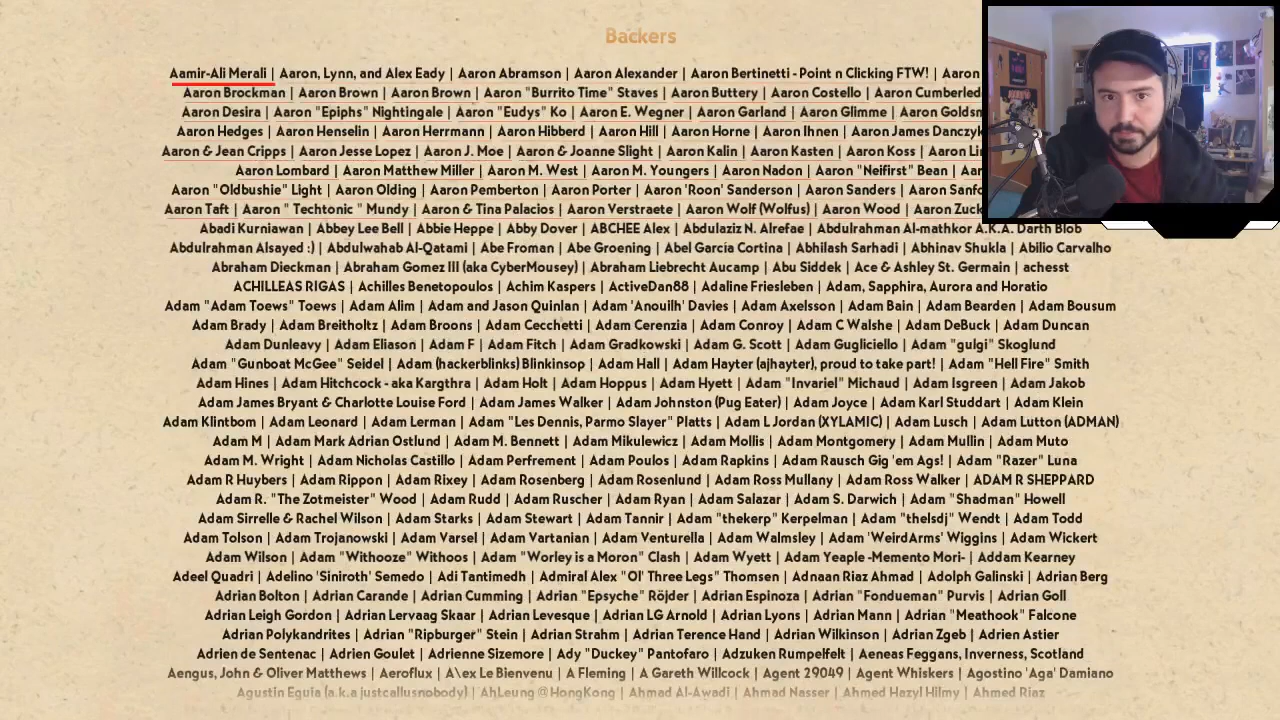 Backers
Aamir-Ali Merali | Aaron, Lynn, and Alex Eady | Aaron Abramson | Aaron Alexander | Aaron Bertinetti - Point n Clicking FTW! | Aaron
Aaron Brockman | Aaron Brown | Aaron Brown | Aaron "Burrito Time" Staves | Aaron Buttery | Aaron Costello | Aaron
Aaron Desira | Aaron "Epiphs" Nightingale | Aaron "Eudys" Ko | Aaron E. Wegner | Aaron Garland | Aaron Glimme | Aaron
Aaron Hedges | Aaron Henselin | Aaron Herrmann | Aaron Hibberd | Aaron Hill | Aaron Horne | Aaron Ihnen | Aaron James
Aaron & Jean Cripps | Aaron Jesse Lopez | Aaron J. Moe | Aaron & Joanne Slight | Aaron Kalin | Aaron Kasten | Aaron Koss | Aaron
Aaron Lombard | Aaron Matthew Miller | Aaron M. West | Aaron M. Youngers | Aaron Nadon | Aaron "Neifirst" Bean |
Aaron "Oldbushie" Light | Aaron Olding | Aaron Pemberton | Aaron Porter | Aaron 'Roon' Sanderson | Aaron Sanders | Aaron
Aaron Taft | Aaron " Techtonic " Mundy | Aaron & Tina Palacios | Aaron Verstraete | Aaron Wolf (Wolfus) | Aaron Wood | Aaron
Abadi Kurniawan | Abbey Lee Bell | Abbie Heppe | Abby Dover | ABCHEE Alex | Abdulaziz N. Alrefae | Abdulrahman Al-mathkor A.K.A. Darth Blob
Abdulrahman Alsayed :) | Abdulwahab Al-Qatami | Abe Froman | Abe Groening | Abel García Cortina | Abhilash Sarhadi | Abhinav Shukla | Abílio Carvalho
Abraham Dieckman | Abraham Gomez III (aka CyberMousey) | Abraham Liebrecht Aucamp | Abu Siddek | Ace & Ashley St. Germain | achesst
ACHILLEAS RIGAS | Achilles Benetopoulos | Achim Kaspers | ActiveDan88 | Adaline Friesleben | Adam, Sapphira, Aurora and Horatio
Adam "Adam Toews" Toews | Adam Alim | Adam and Jason Quinlan | Adam 'Anouilh' Davies | Adam Axelsson | Adam Bain | Adam Bearden | Adam Bousum
Adam Brady | Adam Breitholtz | Adam Broons | Adam Cecchetti | Adam Cerenzia | Adam Conroy | Adam C Walshe | Adam DeBuck | Adam Duncan
Adam Dunleavy | Adam Eliason | Adam F | Adam Fitch | Adam Gradkowski | Adam G. Scott | Adam Gugliciello | Adam "gulgi" Skoglund
Adam "Gunboat McGee" Seidel | Adam (hackerblinks) Blinkinsop | Adam Hall | Adam Hayter (ajhayter), proud to take part! | Adam "Hell Fire" Smith
Adam Hines | Adam Hitchcock - aka Kargthra | Adam Holt | Adam Hoppus | Adam Hyett | Adam "Invariel" Michaud | Adam Isgreen | Adam Jakob
Adam James Bryant & Charlotte Louise Ford | Adam James Walker | Adam Johnston (Pug Eater) | Adam Joyce | Adam Karl Studdart | Adam Klein
Adam Klintbom | Adam Leonard | Adam Lerman | Adam "Les Dennis, Parmo Slayer" Platts | Adam L Jordan (XYLAMIC) | Adam Lusch | Adam Lutton (ADMAN)
Adam M | Adam Mark Adrian Ostlund | Adam M. Bennett | Adam Mikulewicz | Adam Mollis | Adam Montgomery | Adam Mullin | Adam Muto
Adam M. Wright | Adam Nicholas Castillo | Adam Perfrement | Adam Poulos | Adam Rapkins | Adam Rausch Gig 'em Ags! | Adam "Razer" Luna
Adam R Huybers | Adam Rippon | Adam Rixey | Adam Rosenberg | Adam Rosenlund | Adam Ross Mullany | Adam Ross Walker | ADAM R SHEPPARD
Adam R. "The Zotmeister" Wood | Adam Rudd | Adam Ruscher | Adam Ryan | Adam Salazar | Adam S. Darwich | Adam "Shadman" Howell
Adam Sirrelle & Rachel Wilson | Adam Starks | Adam Stewart | Adam Tannir | Adam "thekerp" Kerpelman | Adam "thelsdj" Wendt | Adam Todd
Adam Tolson | Adam Trojanowski | Adam Varsel | Adam Vartanian | Adam Venturella | Adam Walmsley | Adam 'WeirdArms' Wiggins | Adam Wickert
Adam Wilson | Adam "Withooze" Withoos | Adam "Worley is a Moron" Clash | Adam Wyett | Adam Yeaple -Memento Mori- | Addam Kearney
Adeel Quadri | Adelino 'Siniroth' Semedo | Adi Tantimedh | Admiral Alex "Ol' Three Legs" Thomsen | Adnaan Riaz Ahmad | Adolph Galinski | Adrian Berg
Adrian Bolton | Adrian Carande | Adrian Cumming | Adrian "Epsyche" Röjder | Adrian Espinoza | Adrian "Fondueman" Purvis | Adrian Goll
Adrian Leigh Gordon | Adrian Lervaag Skaar | Adrian Levesque | Adrian LG Arnold | Adrian Lyons | Adrian Mann | Adrian "Meathook" Falcone
Adrian Polykandrites | Adrian "Ripburger" Stein | Adrian Strahm | Adrian Terence Hand | Adrian Wilkinson | Adrian Zgeb | Adrien Astier
Adrien de Sentenac | Adrien Goulet | Adrienne Sizemore | Ady "Duckey" Pantofaro | Adzuken Rumpelfelt | Aeneas Feggans, Inverness, Scotland
Aengus, John & Oliver Matthews | Aeroflux | A\ex Le Bienvenu | A Fleming | A Gareth Willcock | Agent 29049 | Agent Whiskers | Agostino 'Aga' Damiano
Agustin Eguia (a.k.a justcallusnobody) | AhLeung@HongKong | Ahmad Al-Awadi | Ahmad Nasser | Ahmed Hazyl Hilmy | Ahmed Riaz